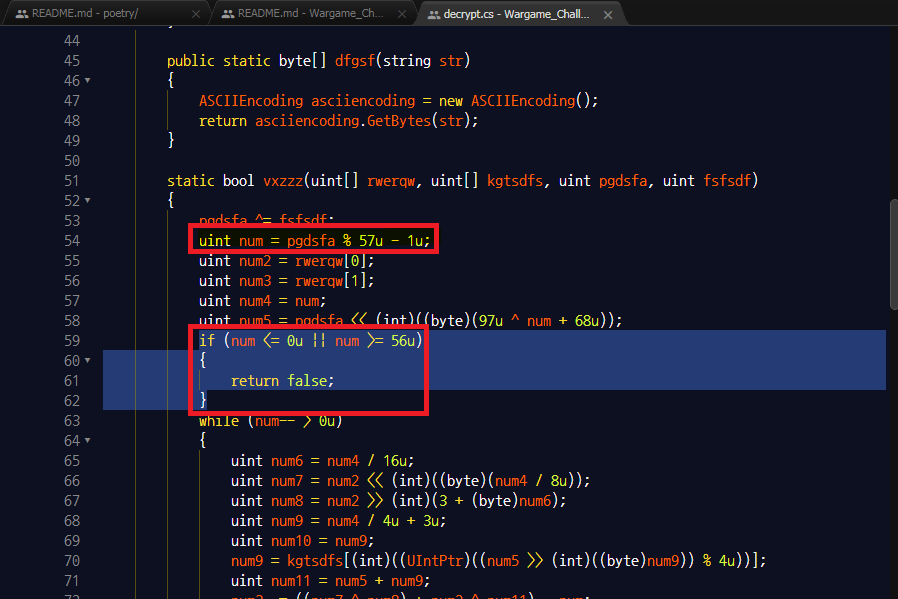 README.md - poetry/ × README.md - Wargame_Ch... × decrypt.cs - Wargame_Chall... ×
44
45 public static byte[] dfgsf(string str)
46 {
47 ASCIIEncoding asciiencoding = new ASCIIEncoding();
48 return asciiencoding.GetBytes(str);
49 }
50
51 static bool vxzzz(uint[] rwerqw, uint[] kgtsdfs, uint pgdsfa, uint fsfsdf)
52 {
53 pgdsfa ^= fsfsdf;
54 uint num = pgdsfa % 57u - 1u;
55 uint num2 = rwerqw[0];
56 uint num3 = rwerqw[1];
57 uint num4 = num;
58 uint num5 = pgdsfa << (int)((byte)(97u ^ num + 68u));
59 if (num <= 0u || num >= 56u)
60 {
61 return false;
62 }
63 while (num-- > 0u)
64 {
65 uint num6 = num4 / 16u;
66 uint num7 = num2 << (int)((byte)(num4 / 8u));
67 uint num8 = num2 >> (int)(3 + (byte)num6);
68 uint num9 = num4 / 4u + 3u;
69 uint num10 = num9;
70 num9 = kgtsdfs[(int)((UIntPtr)((num5 >> (int)((byte)num9)) % 4u))];
71 uint num11 = num5 + num9;